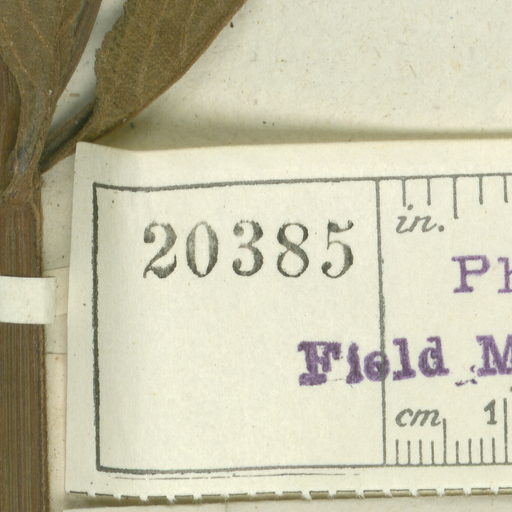 20385
in.
Ph
Field M
cm 1